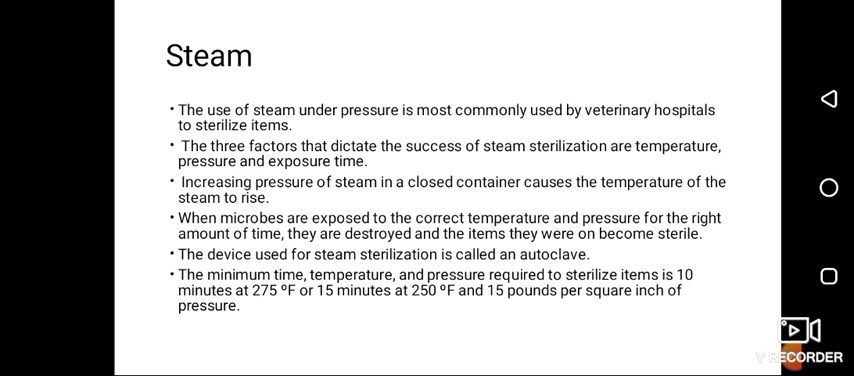 Steam
• The use of steam under pressure is most commonly used by veterinary hospitals
to sterilize items.
• The three factors that dictate the success of steam sterilization are temperature,
pressure and exposure time.
• Increasing pressure of steam in a closed container causes the temperature of the
steam to rise.
• When microbes are exposed to the correct temperature and pressure for the right
amount of time, they are destroyed and the items they were on become sterile.
• The device used for steam sterilization is called an autoclave.
• The minimum time, temperature, and pressure required to sterilize items is 10
minutes at 275 ºF or 15 minutes at 250 ºF and 15 pounds per square inch of
pressure.
V RECORDER